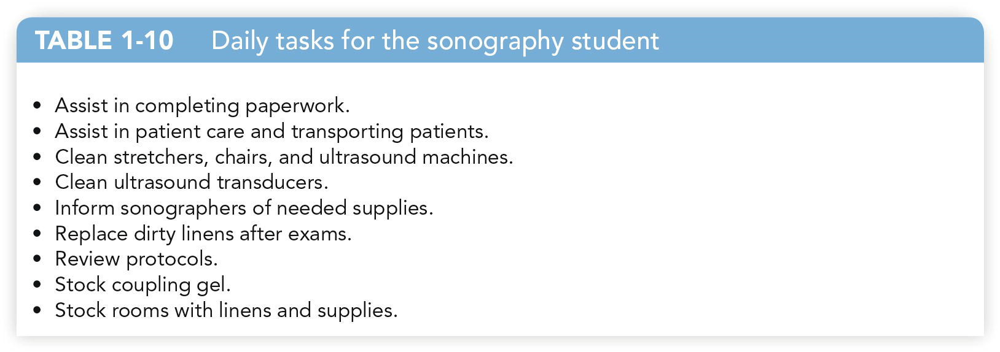 TABLE 1-10 Daily tasks for the sonography student
• Assist in completing paperwork.
• Assist in patient care and transporting patients.
• Clean stretchers, chairs, and ultrasound machines.
• Clean ultrasound transducers.
• Inform sonographers of needed supplies.
• Replace dirty linens after exams.
• Review protocols.
• Stock coupling gel.
• Stock rooms with linens and supplies.